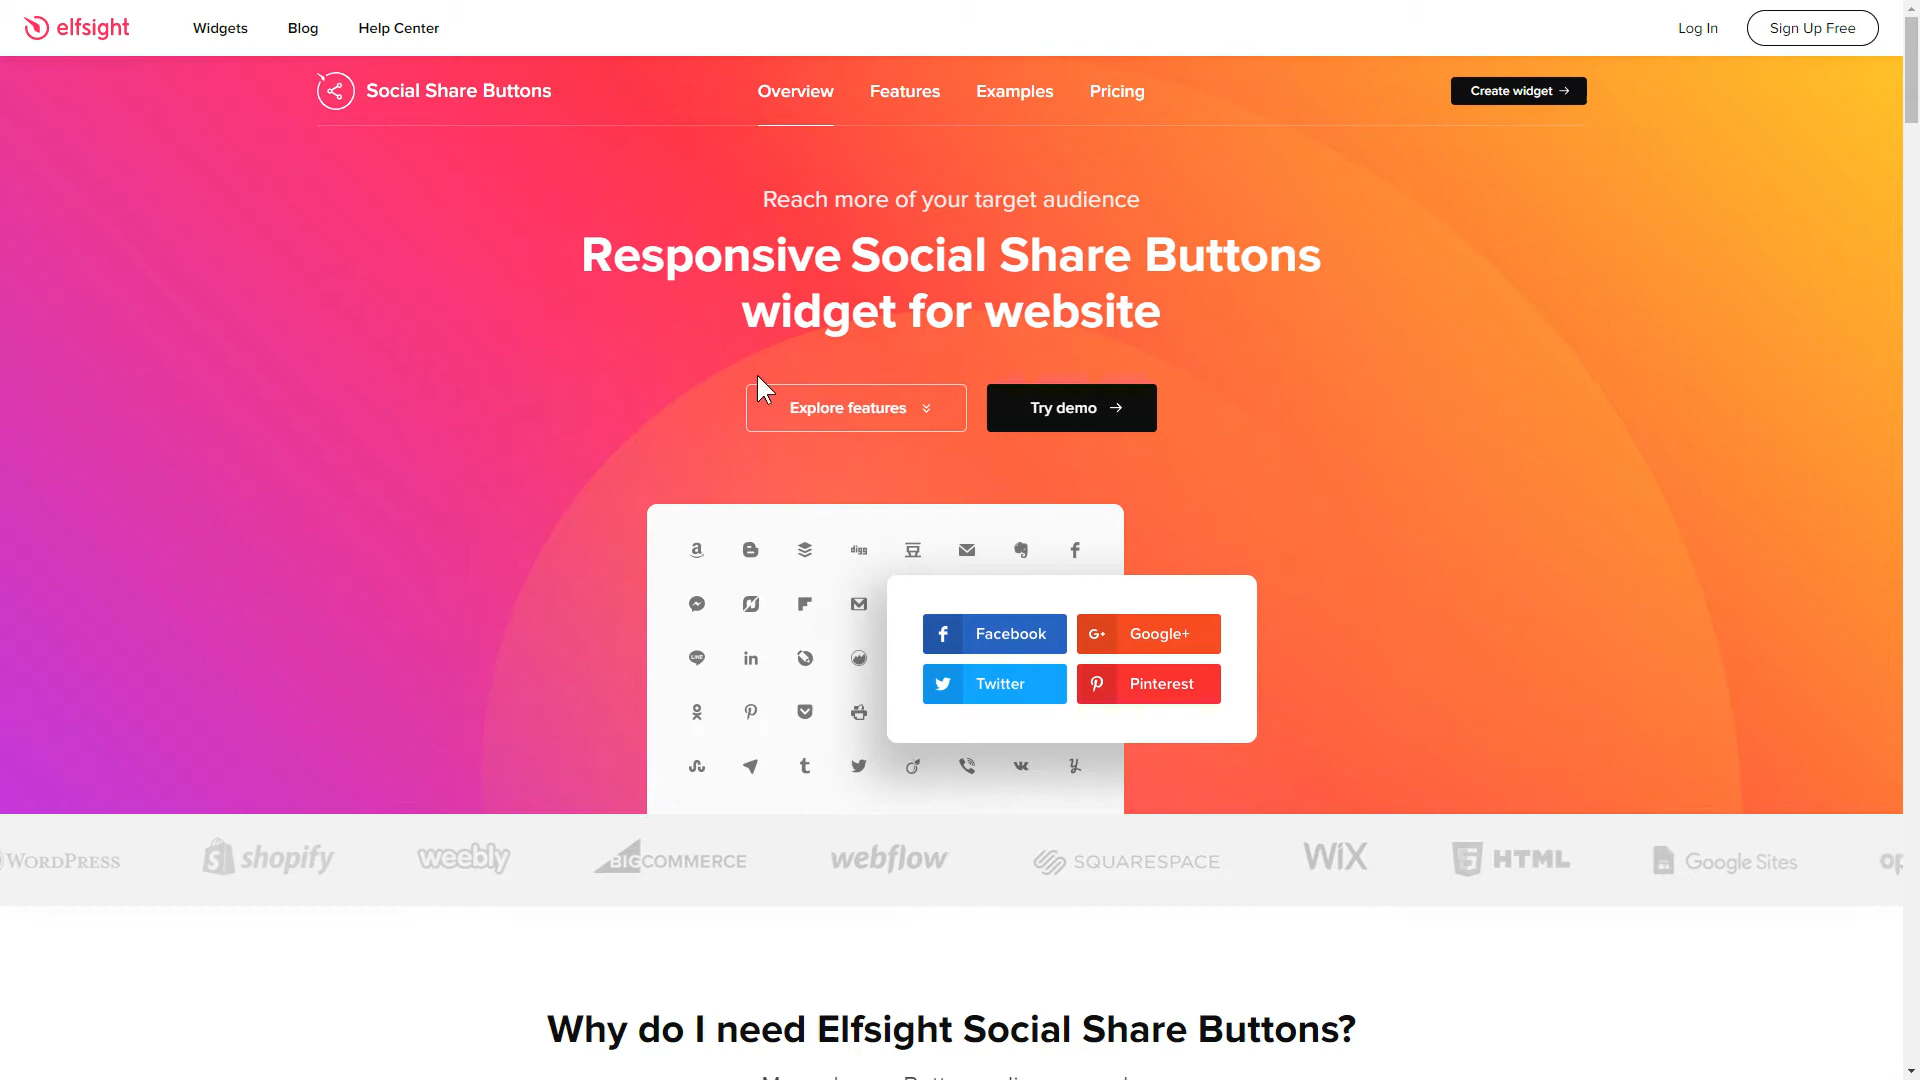 elfsight
Widgets
Blog
Help Center
Log In
Sign Up Free
Social Share Buttons
Overview
Features
Examples
Pricing
Create widget
Reach more of your target audience
Responsive Social Share Buttons
widget for website
Explore features
Try demo
digg
LINE
Facebook
G+ Google+
Twitter
Pinterest
WORDPRESS
shopify
weebly
BIGCOMMERCE
webflow
SQUARESPACE
WiX
HTML
Google Sites
Why do I need Elfsight Social Share Buttons?